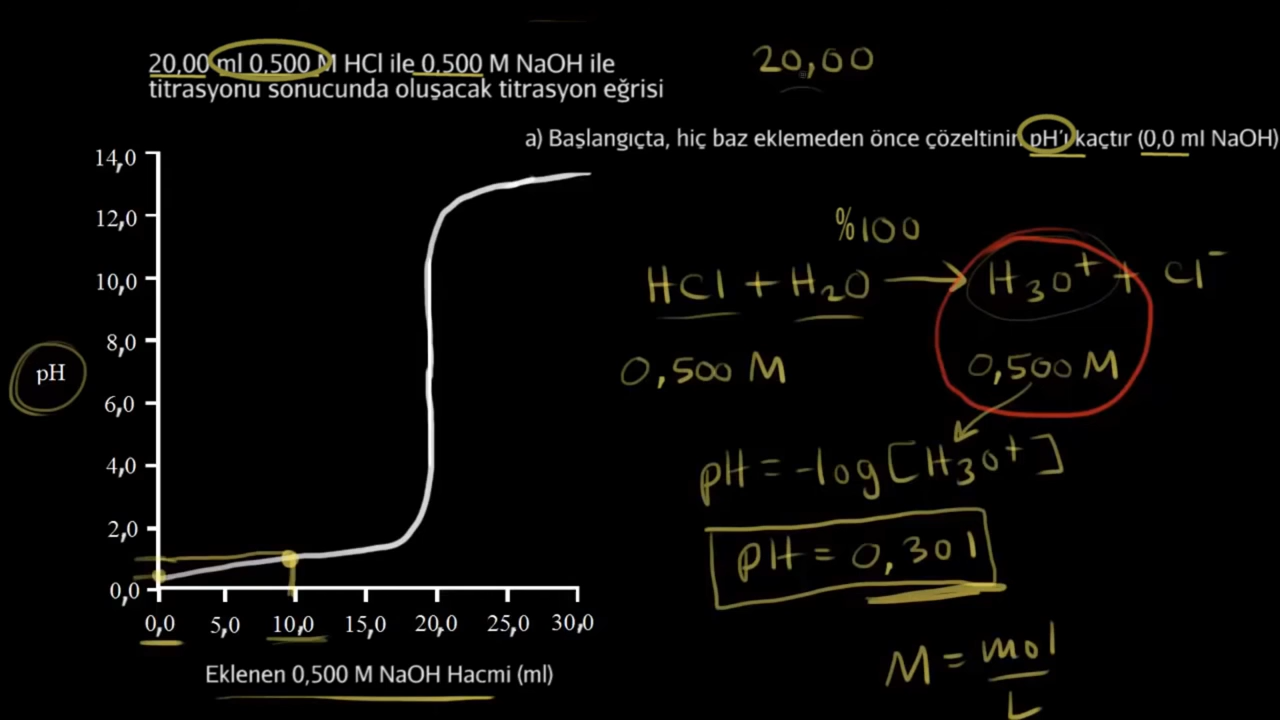 20,00 ml 0,500 M HCl ile 0,500 M NaOH ile
titrasyonu sonucunda oluşacak titrasyon eğrisi
20,00
a) Başlangıçta, hiç baz eklemeden önce çözeltinin pH'ı kaçtır (0,0 ml NaOH)
14,0
12,0
10,0
8,0
6,0
4,0
2,0
0,0
pH
0,0 5,0 10,0 15,0 20,0 25,0 30,0
Eklenen 0,500 M NaOH Hacmi (ml)
%100
HCl + H2O → H3O+ + Cl-
0,500 M 0,500 M
pH = -log [H3O+]
pH = 0,301
M = mol
L